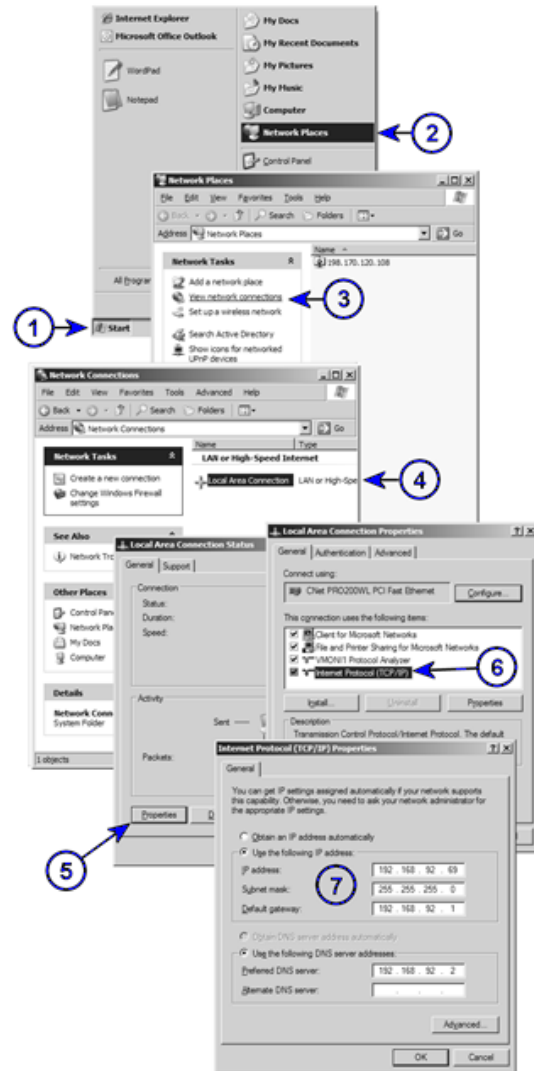 Internet Explorer
Microsoft Office Outlook
WordPad
Notepad
My Docs
My Recent Documents
My Pictures
My Music
Computer
Network Places
Control Panel
2
All Program
1
Start
Network Places
File Edit View Favorites Tools Help
Back Search Folders
Address Network Places Go
Network Tasks
Add a network place
View network connections
Set up a wireless network
Search Active Directory
Show icons for networked
UPnP devices
Name
198.170.120.108
3
Network Connections
File Edit View Favorites Tools Advanced Help
Back Search Folders
Address Network Connections Go
Network Tasks
Create a new connection
Change Windows Firewall
settings
See Also
Network Tro
Other Places
Control Pane
Network Pla
My Docs
Computer
Details
Network Conn
System Folder
1 objects
Name Type
LAN or High-Speed Internet
Local Area Connection LAN or High-Spe
4
Local Area Connection Status
General Support
Connection
Status:
Duration:
Speed:
Activity
Sent
Packets:
Properties D
5
Local Area Connection Properties
General Authentication Advanced
Connect using:
CNet PRO200WL PCI Fast Ethernet Configure...
This connection uses the following items:
Client for Microsoft Networks
File and Printer Sharing for Microsoft Networks
Protocol Analyzer
Internet Protocol (TCP/IP)
6
Install... Uninstall Properties
Description
Transmission Control Protocol/Internet Protocol. The default
Internet Protocol (TCP/IP) Properties
General
You can get IP settings assigned automatically if your network supports
this capability. Otherwise, you need to ask your network administrator for
the appropriate IP settings.
Obtain an IP address automatically
Use the following IP address:
IP address: 192 . 168 . 92 . 69
Subnet mask: 255 . 255 . 255 . 0
Default gateway: 192 . 168 . 92 . 1
7
Obtain DNS server address automatically
Use the following DNS server addresses:
Preferred DNS server: 192 . 168 . 92 . 2
Alternate DNS server: . . .
Advanced...
OK Cancel